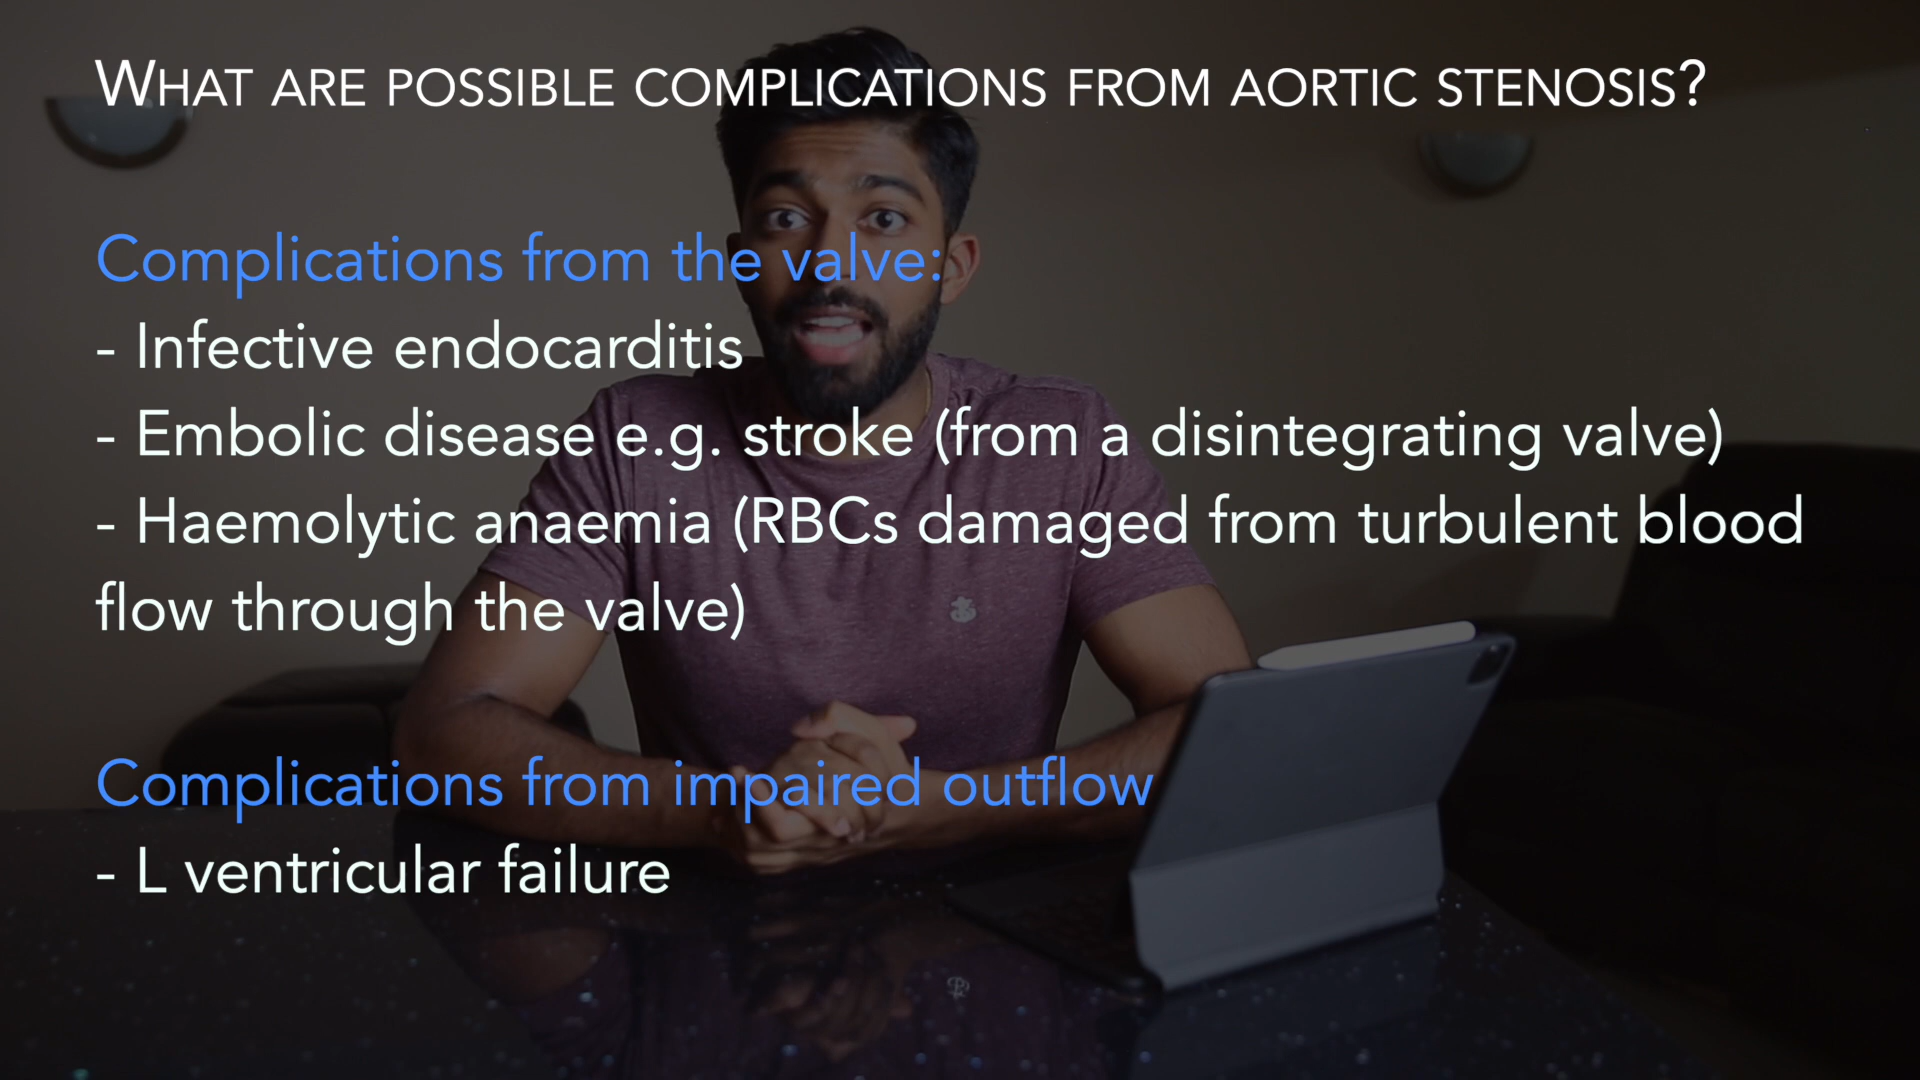 What are possible complications from aortic stenosis?
Complications from the valve:
- Infective endocarditis
- Embolic disease e.g. stroke (from a disintegrating valve)
- Haemolytic anaemia (RBCs damaged from turbulent blood
flow through the valve)
Complications from impaired outflow
- L ventricular failure